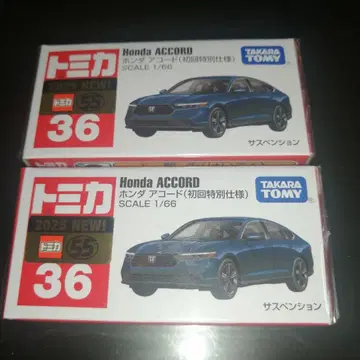 トミカ
2025 NEW!
トミカ 55
36
Honda ACCORD
ホンダ アコード(初回特別仕様)
SCALE 1/66
TAKARA TOMY
サスペンション
トミカ
2025 NEW!
トミカ 55
36
Honda ACCORD
ホンダ アコード(初回特別仕様)
SCALE 1/66
TAKARA TOMY
サスペンション